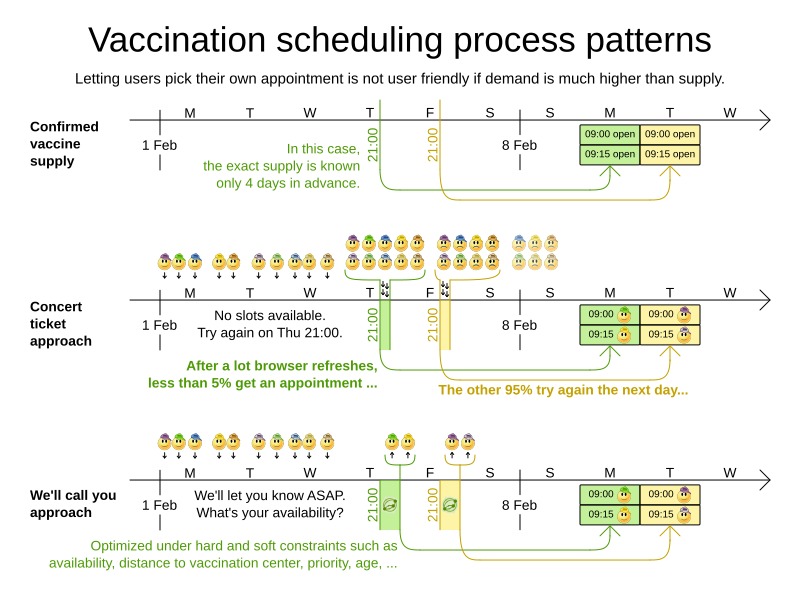 Vaccination scheduling process patterns
Letting users pick their own appointment is not user friendly if demand is much higher than supply.
Confirmed
vaccine
supply
M T W T F S S M T W
1 Feb
8 Feb
21:00
21:00
In this case,
the exact supply is known
only 4 days in advance.
09:00 open 09:00 open
09:15 open 09:15 open
Concert
ticket
approach
M T W T F S S M T W
1 Feb
8 Feb
No slots available.
Try again on Thu 21:00.
21:00
21:00
09:00 09:00
09:15 09:15
After a lot browser refreshes,
less than 5% get an appointment ...
The other 95% try again the next day...
We'll call you
approach
M T W T F S S M T W
1 Feb
8 Feb
We'll let you know ASAP.
What's your availability?
21:00
21:00
09:00 09:00
09:15 09:15
Optimized under hard and soft constraints such as
availability, distance to vaccination center, priority, age, ...